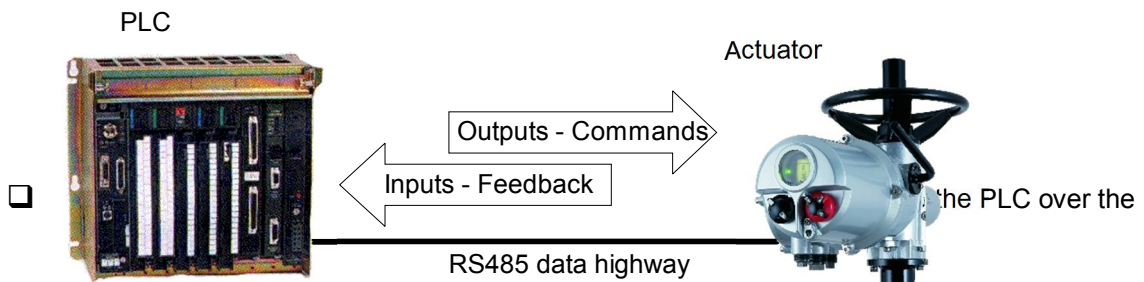 PLC
Actuator
Outputs - Commands
Inputs - Feedback
the PLC over the
RS485 data highway